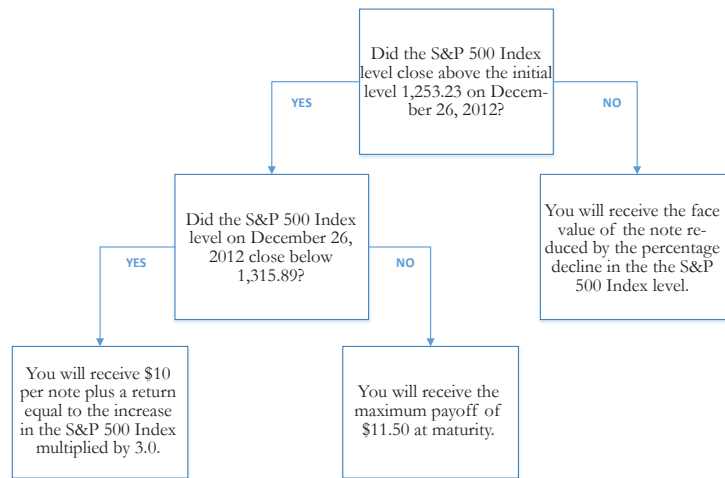 Did the S&P 500 Index
level close above the initial
level 1,253.23 on Decem-
ber 26, 2012?
YES
NO
Did the S&P 500 Index
level on December 26,
2012 close below
1,315.89?
You will receive the face
value of the note re-
duced by the percentage
decline in the the S&P
500 Index level.
YES
NO
You will receive $10
per note plus a return
equal to the increase
in the S&P 500 Index
multiplied by 3.0.
You will receive the
maximum payoff of
$11.50 at maturity.